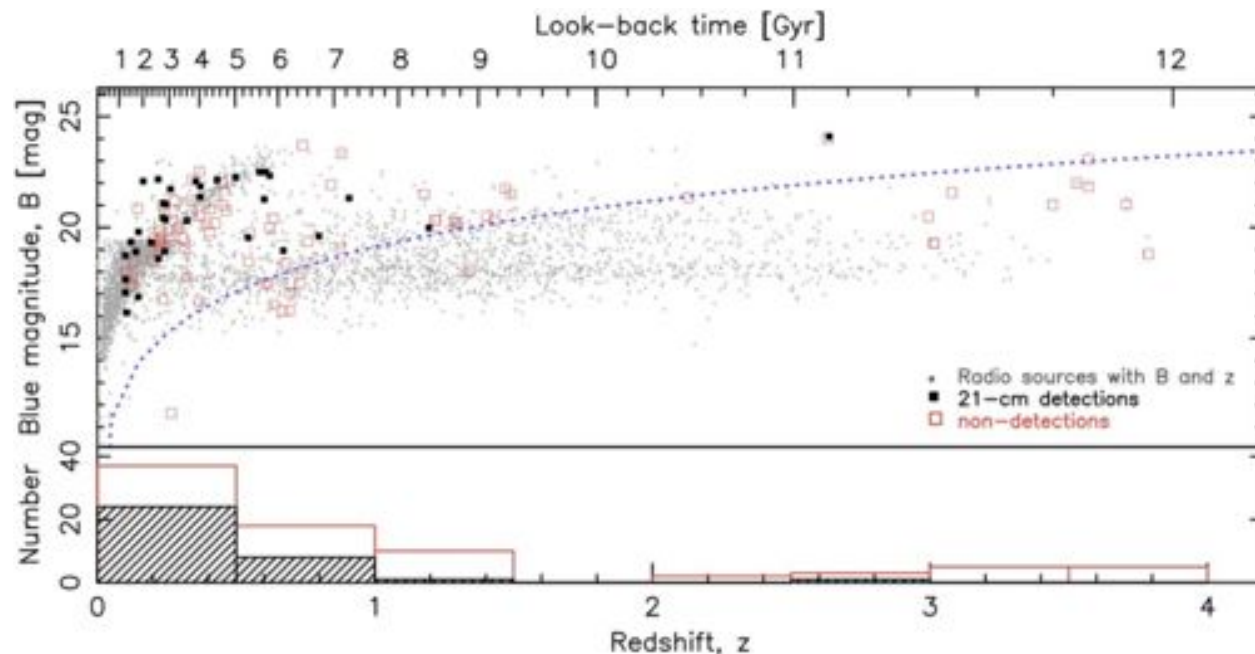 Look-back time [Gyr]
1 2 3 4 5 6 7 8 9 10 11 12
Blue magnitude, B [mag]
25
20
15
Radio sources with B and z
21-cm detections
non-detections
Number
40
20
0
0 1 2 3 4
Redshift, z